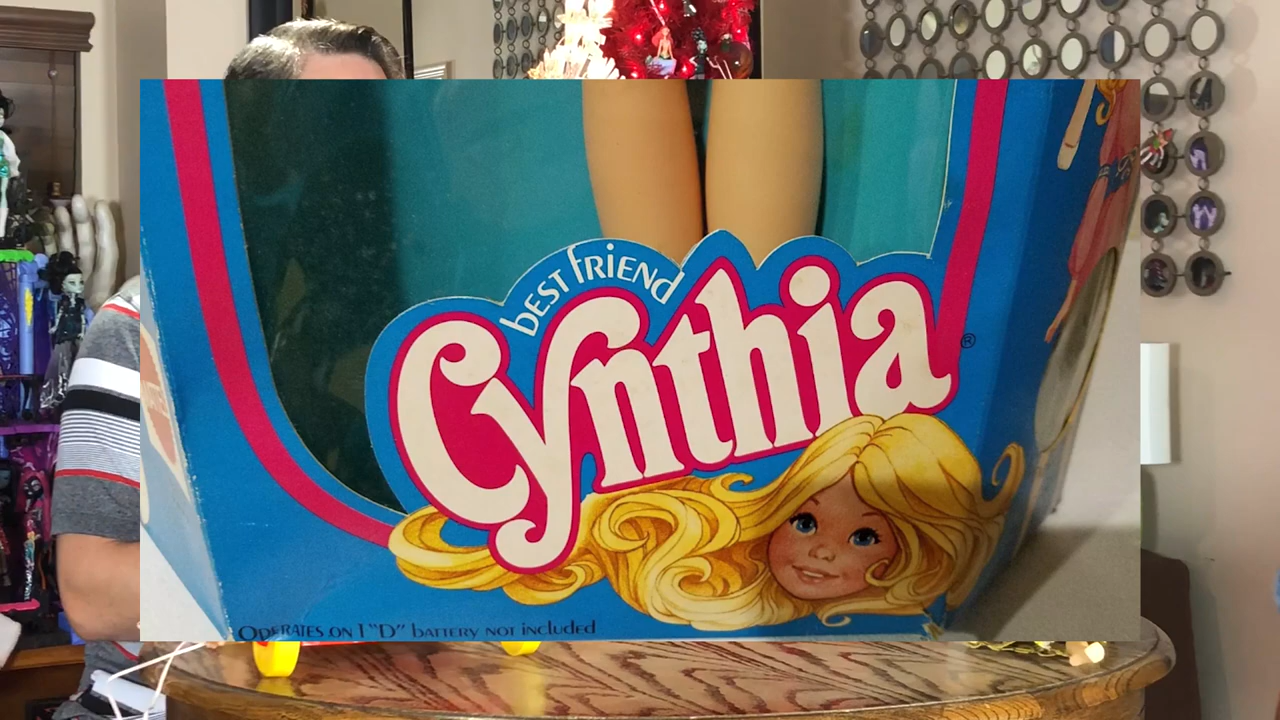 best friend
Cynthia®
Operates on 1 "D" battery not included